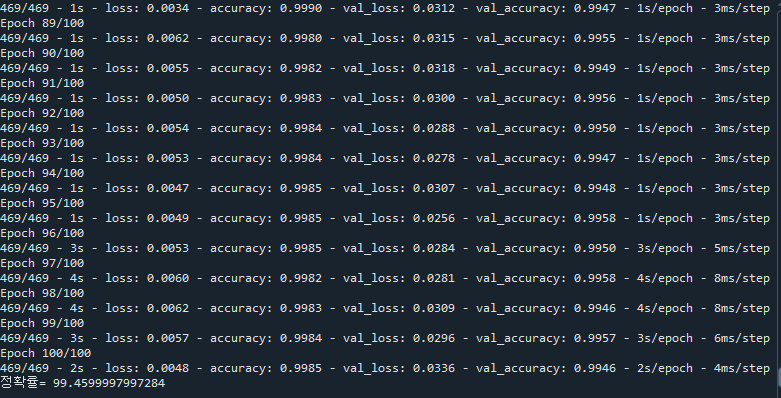 469/469 - 1s - loss: 0.0034 - accuracy: 0.9990 - val_loss: 0.0312 - val_accuracy: 0.9947 - 1s/epoch - 3ms/step
Epoch 89/100
469/469 - 1s - loss: 0.0062 - accuracy: 0.9980 - val_loss: 0.0315 - val_accuracy: 0.9955 - 1s/epoch - 3ms/step
Epoch 90/100
469/469 - 1s - loss: 0.0055 - accuracy: 0.9982 - val_loss: 0.0318 - val_accuracy: 0.9949 - 1s/epoch - 3ms/step
Epoch 91/100
469/469 - 1s - loss: 0.0050 - accuracy: 0.9983 - val_loss: 0.0300 - val_accuracy: 0.9956 - 1s/epoch - 3ms/step
Epoch 92/100
469/469 - 1s - loss: 0.0054 - accuracy: 0.9984 - val_loss: 0.0288 - val_accuracy: 0.9950 - 1s/epoch - 3ms/step
Epoch 93/100
469/469 - 1s - loss: 0.0053 - accuracy: 0.9984 - val_loss: 0.0278 - val_accuracy: 0.9947 - 1s/epoch - 3ms/step
Epoch 94/100
469/469 - 1s - loss: 0.0047 - accuracy: 0.9985 - val_loss: 0.0307 - val_accuracy: 0.9948 - 1s/epoch - 3ms/step
Epoch 95/100
469/469 - 1s - loss: 0.0049 - accuracy: 0.9985 - val_loss: 0.0256 - val_accuracy: 0.9958 - 1s/epoch - 3ms/step
Epoch 96/100
469/469 - 3s - loss: 0.0053 - accuracy: 0.9985 - val_loss: 0.0284 - val_accuracy: 0.9950 - 3s/epoch - 5ms/step
Epoch 97/100
469/469 - 4s - loss: 0.0060 - accuracy: 0.9982 - val_loss: 0.0281 - val_accuracy: 0.9958 - 4s/epoch - 8ms/step
Epoch 98/100
469/469 - 4s - loss: 0.0062 - accuracy: 0.9983 - val_loss: 0.0309 - val_accuracy: 0.9946 - 4s/epoch - 8ms/step
Epoch 99/100
469/469 - 3s - loss: 0.0057 - accuracy: 0.9984 - val_loss: 0.0296 - val_accuracy: 0.9957 - 3s/epoch - 6ms/step
Epoch 100/100
469/469 - 2s - loss: 0.0048 - accuracy: 0.9985 - val_loss: 0.0336 - val_accuracy: 0.9946 - 2s/epoch - 4ms/step
정확률= 99.4599997997284